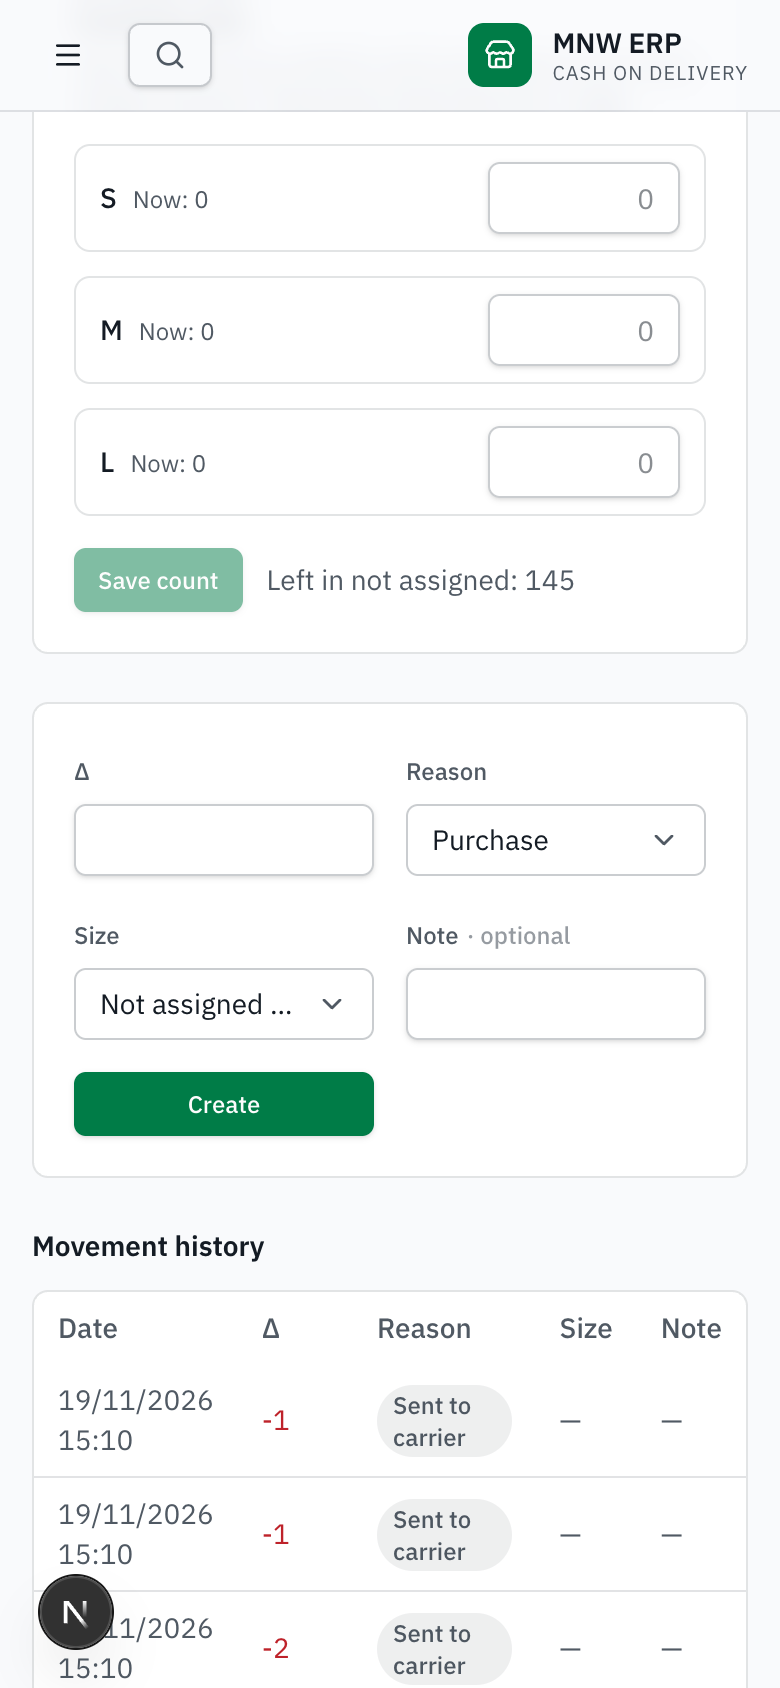 MNW ERP
CASH ON DELIVERY
S Now: 0 0
M Now: 0 0
L Now: 0 0
Save count Left in not assigned: 145
Δ Reason
Purchase
Size Note · optional
Not assigned ...
Create
Movement history
Date Δ Reason Size Note
19/11/2026 15:10 -1 Sent to carrier — —
19/11/2026 15:10 -1 Sent to carrier — —
11/2026 15:10 -2 Sent to carrier — —
N